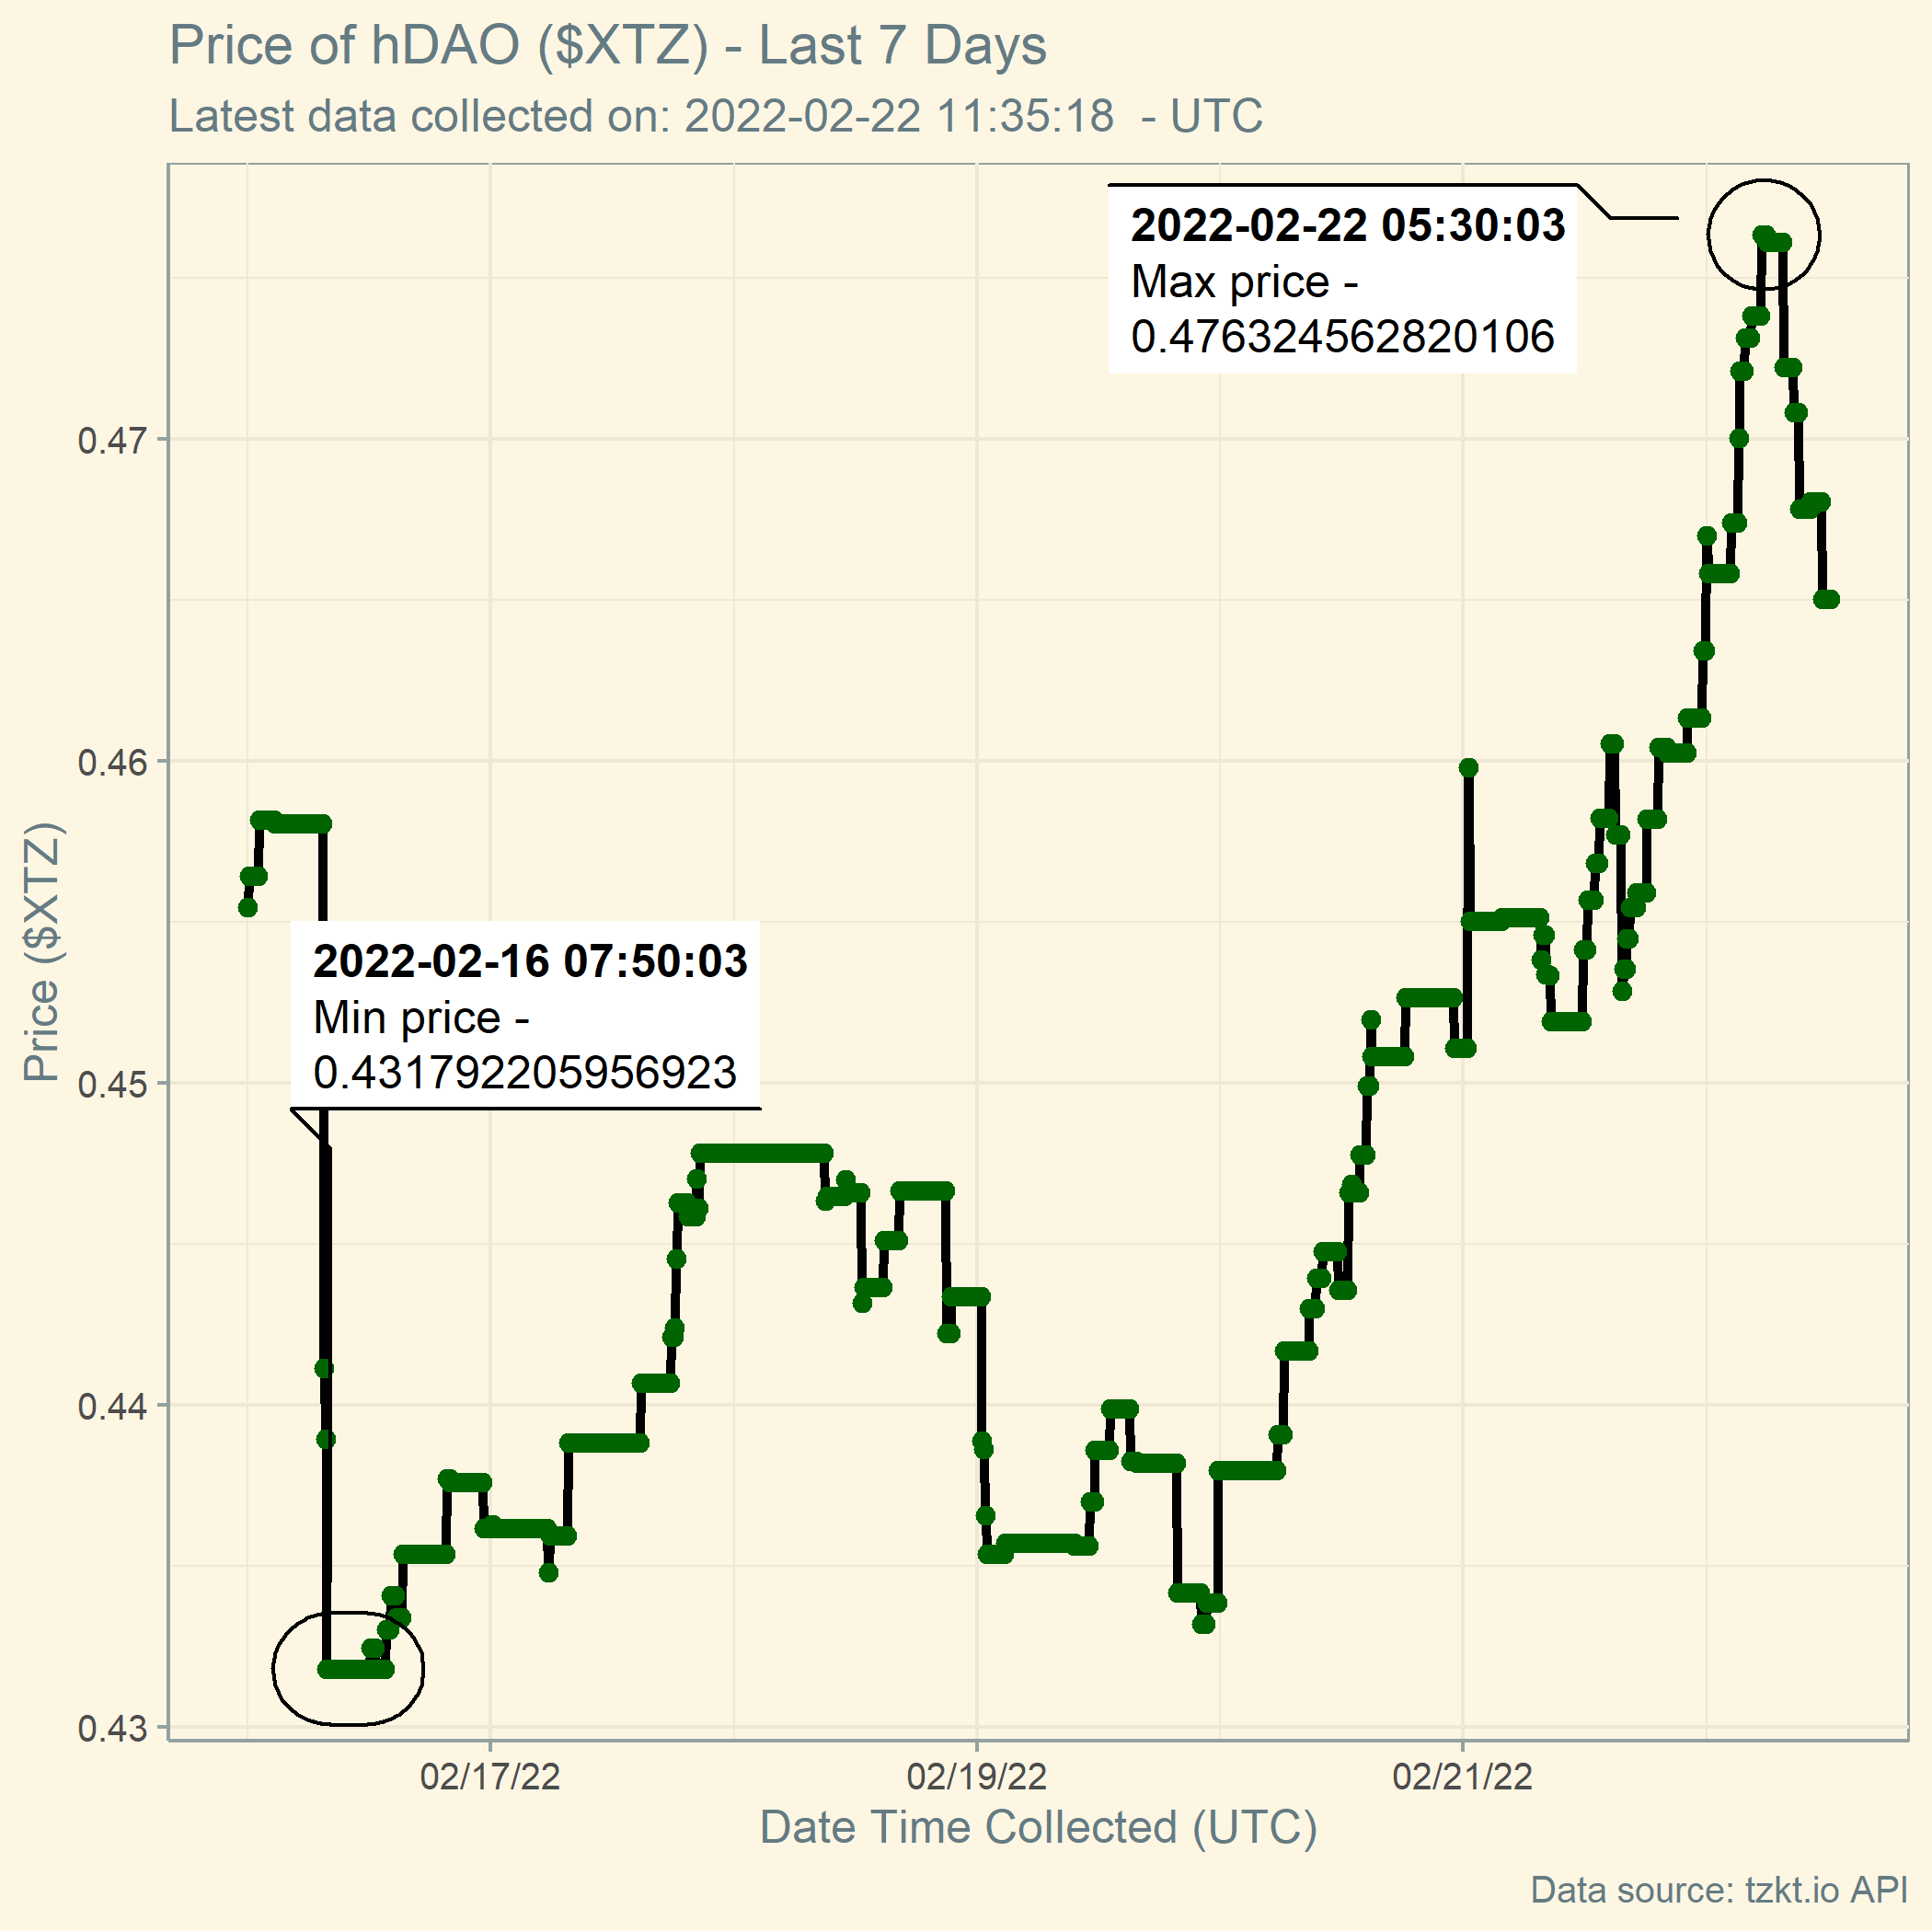 Price of hDAO ($XTZ) - Last 7 Days
Latest data collected on: 2022-02-22 11:35:18  - UTC
2022-02-22 05:30:03
Max price -
0.476324562820106
0.47
0.46
Price ($XTZ)
2022-02-16 07:50:03
Min price -
0.431792205956923
0.45
0.44
0.43
02/17/22
02/19/22
02/21/22
Date Time Collected (UTC)
Data source: tzkt.io API